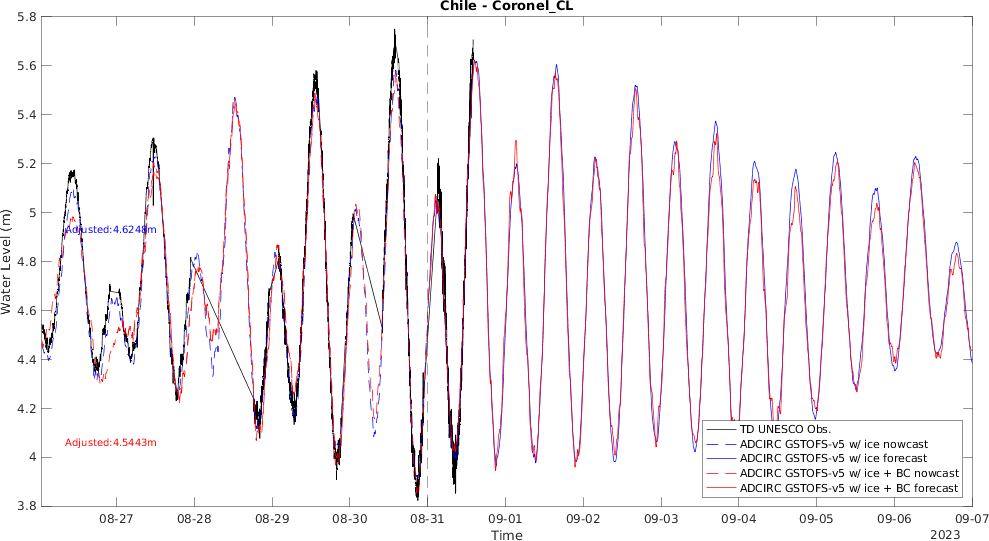 Chile - Coronel_CL
5.8
5.6
5.4
5.2
5
4.8
4.6
4.4
4.2
4
3.8
Water Level (m)
Adjusted:4.6248m
Adjusted:4.5443m
TD UNESCO Obs.
ADCIRC GSTOFS-v5 w/ ice nowcast
ADCIRC GSTOFS-v5 w/ ice forecast
ADCIRC GSTOFS-v5 w/ ice + BC nowcast
ADCIRC GSTOFS-v5 w/ ice + BC forecast
08-27 08-28 08-29 08-30 08-31 09-01 09-02 09-03 09-04 09-05 09-06 09-07
Time
2023